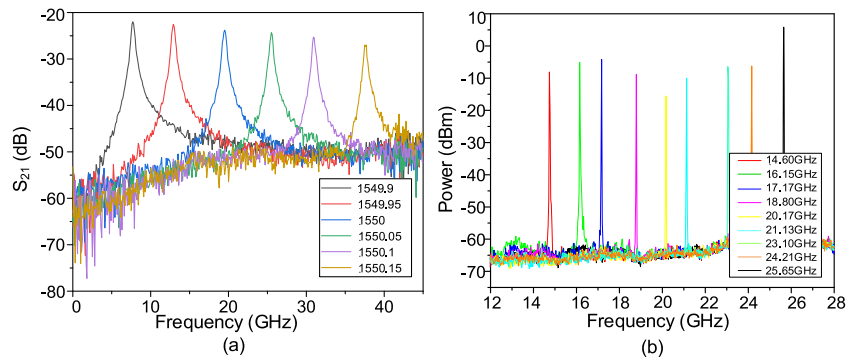 -20
-30
-40
-50
-60
-70
-80
S21 (dB)
0
10
20
30
40
Frequency (GHz)
1549.9
1549.95
1550
1550.05
1550.1
1550.15
(a)
10
0
-10
-20
-30
-40
-50
-60
-70
Power (dBm)
12
14
16
18
20
22
24
26
28
Frequency (GHz)
14.60GHz
16.15GHz
17.17GHz
18.80GHz
20.17GHz
21.13GHz
23.10GHz
24.21GHz
25.65GHz
(b)